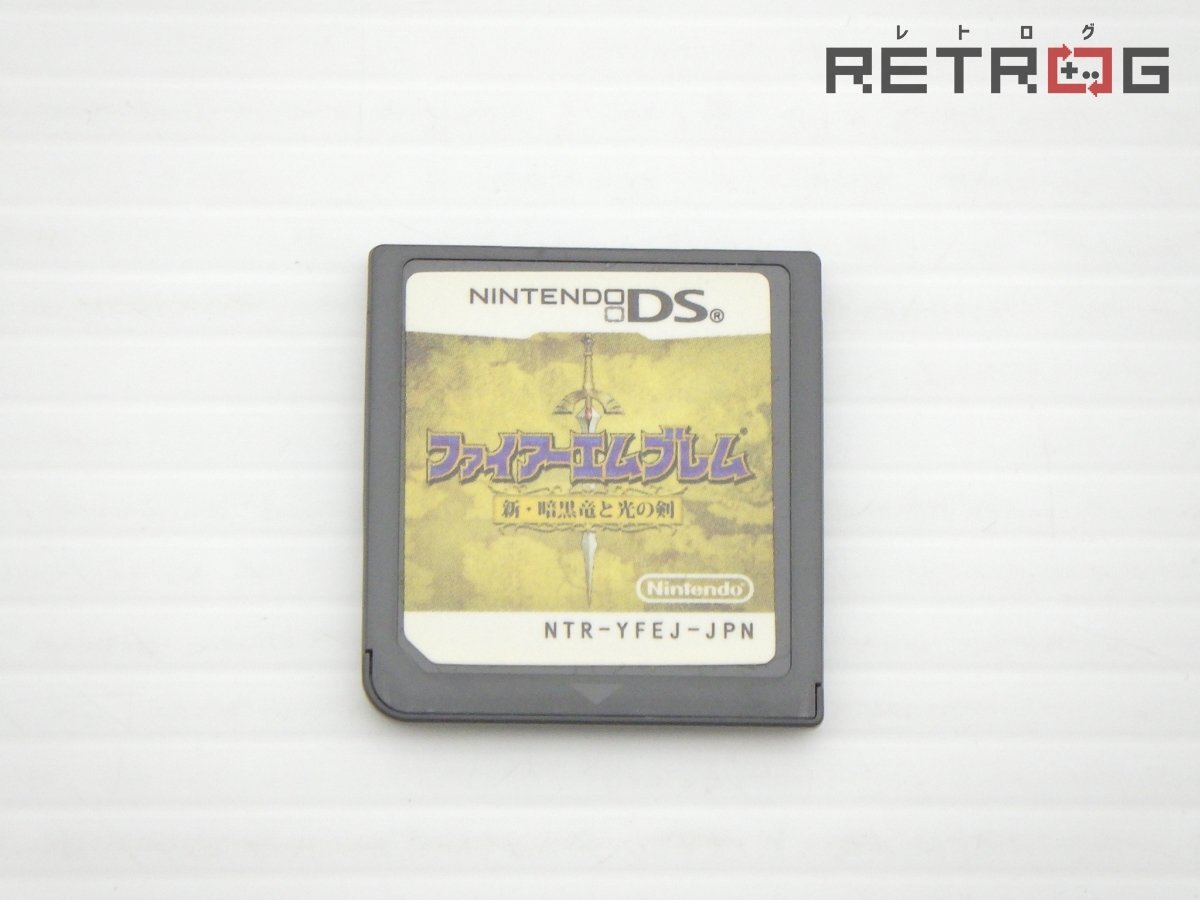 レトログ
RETROG
NINTENDO DS®
ファイアーエムブレム®
新・暗黒竜と光の剣
Nintendo®
NTR-YFEJ-JPN